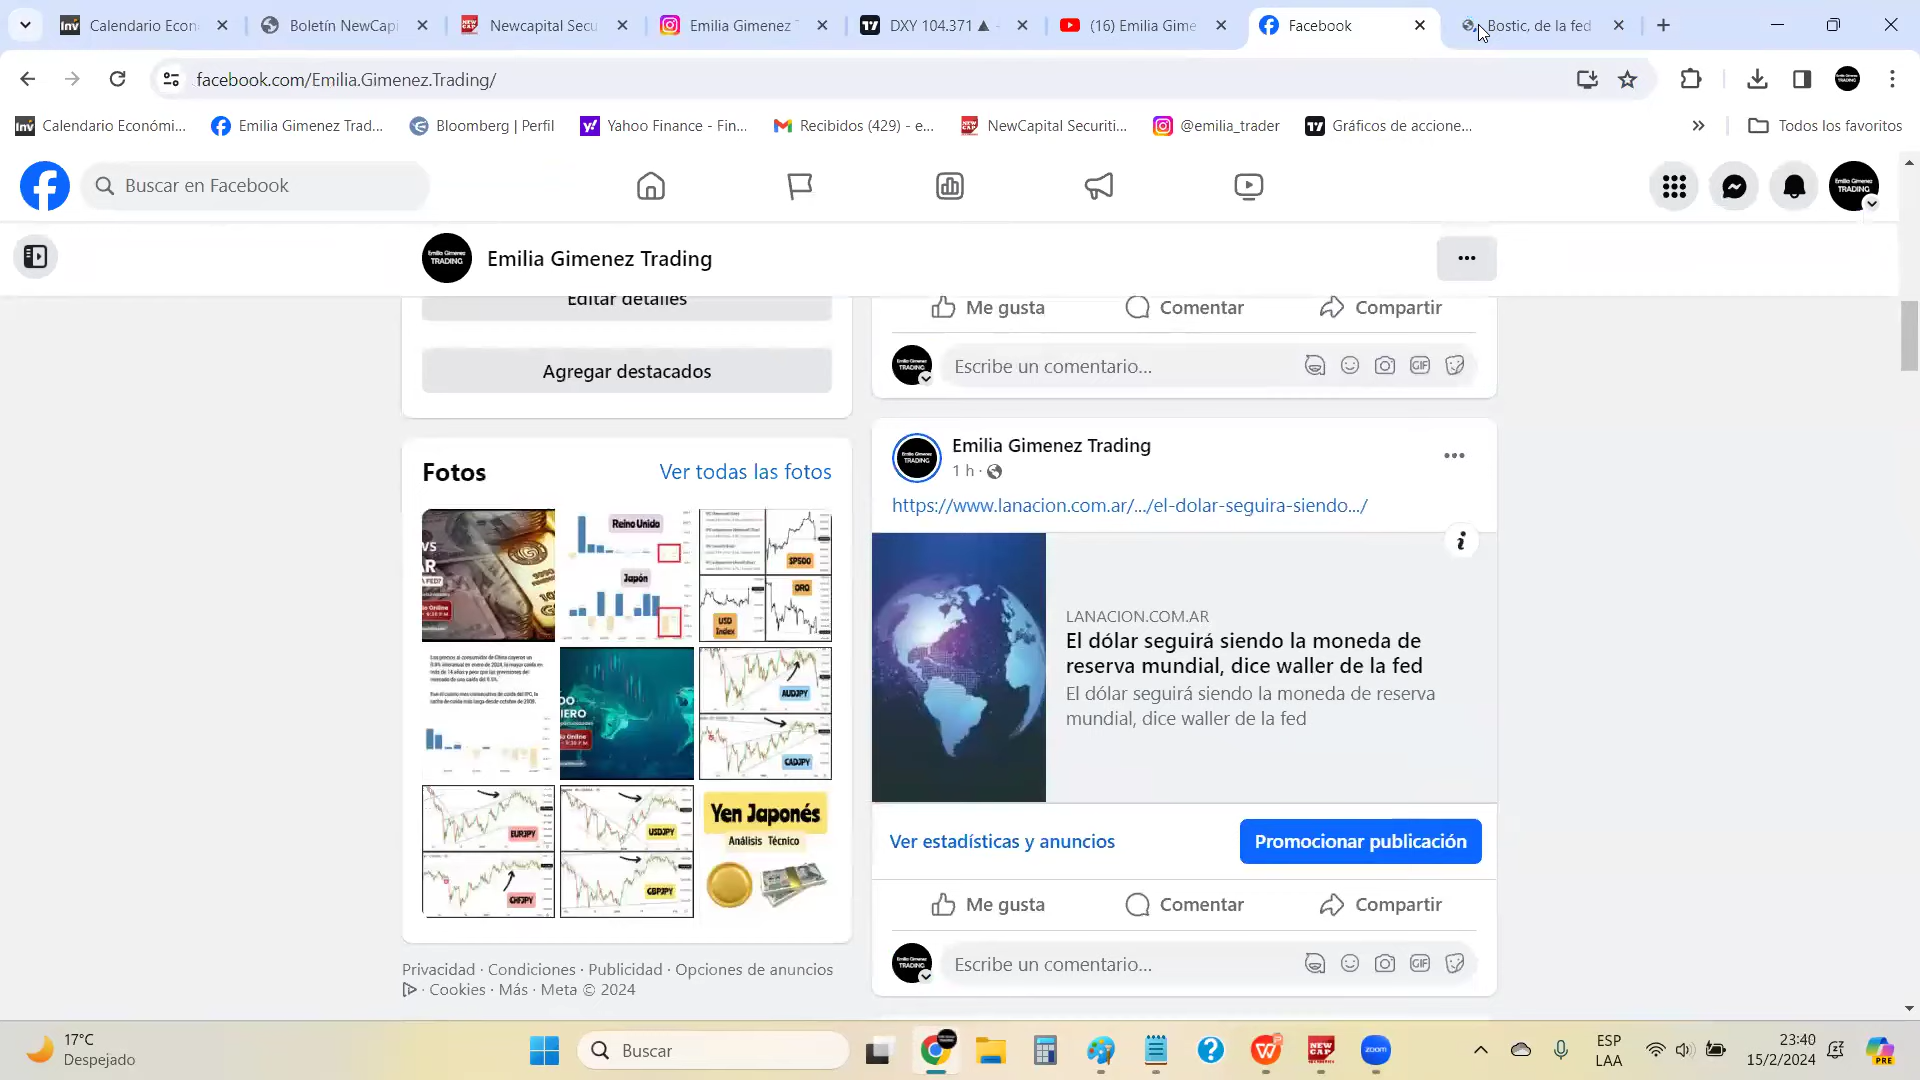 Calendario Econ
Boletín NewCapi
Newcapital Secu
Emilia Gimenez
DXY 104.371 ▲
(16) Emilia Gime
Facebook
Bostic, de la fed
facebook.com/Emilia.Gimenez.Trading/
Calendario Económi...
Emilia Gimenez Trad...
Bloomberg | Perfil
Yahoo Finance - Fin...
Recibidos (429) - e...
NewCapital Securiti...
@emilia_trader
Gráficos de accione...
Todos los favoritos
Buscar en Facebook
Emilia Gimenez Trading
Editar detalles
Agregar destacados
Me gusta
Comentar
Compartir
Escribe un comentario...
Fotos
Ver todas las fotos
Reino Unido
Japón
SP500
ORO
USD
Index
AUDJPY
CADJPY
EURJPY
CHFJPY
USDJPY
GBPJPY
Yen Japonés
Análisis Técnico
Privacidad · Condiciones · Publicidad · Opciones de anuncios
· Cookies · Más · Meta © 2024
Emilia Gimenez Trading
1 h ·
https://www.lanacion.com.ar/.../el-dolar-seguira-siendo.../
LANACION.COM.AR
El dólar seguirá siendo la moneda de
reserva mundial, dice waller de la fed
El dólar seguirá siendo la moneda de reserva
mundial, dice waller de la fed
Ver estadísticas y anuncios
Promocionar publicación
Me gusta
Comentar
Compartir
Escribe un comentario...
17°C
Despejado
Buscar
ESP
LAA
23:40
15/2/2024